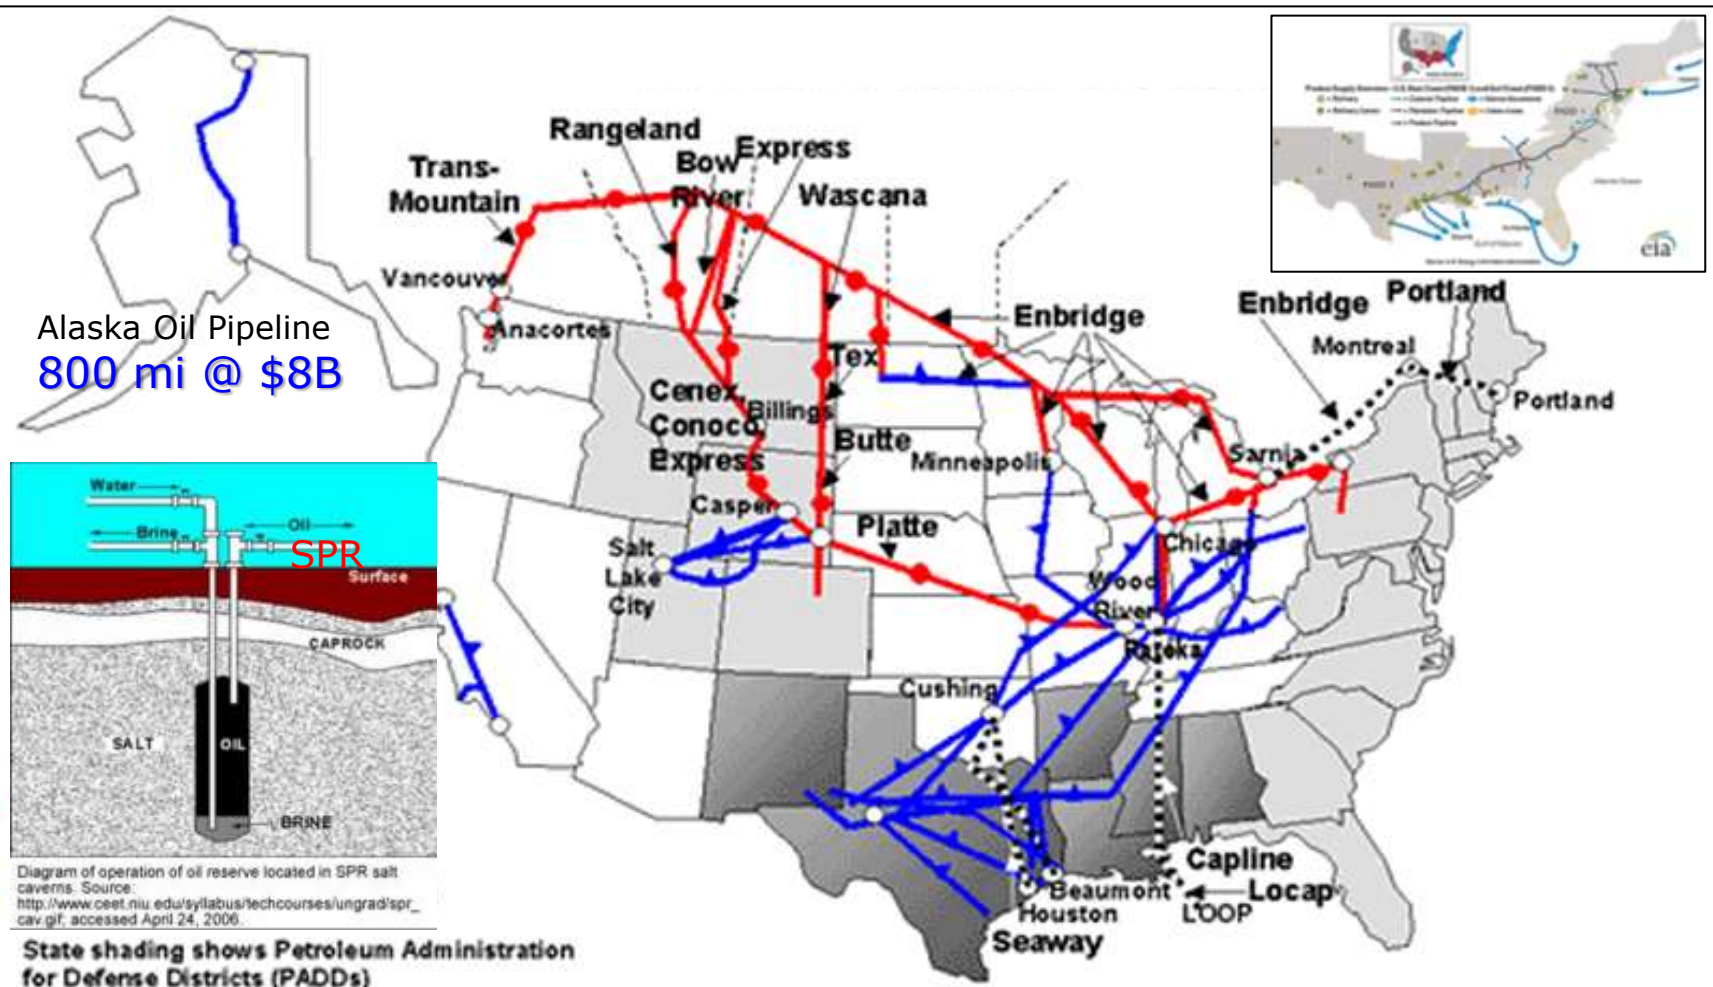 Rangeland
Bow
River
Express
Wascana
Trans-
Mountain
Vancouver
Anacortes
Alaska Oil Pipeline
800 mi @ $8B
Enbridge
Enbridge
Portland
Montreal
Portland
Tex
Cenex,
Conoco,
Express
Billings
Butte
Minneapolis
Sarnia
Casper
Platte
Salt
Lake
City
Chicago
Wood
River
Patoka
Cushing
Capline
Locap
LOOP
Beaumont
Houston
Seaway
Water
Brine
Oil
SPR
Surface
CAPROCK
SALT
OIL
BRINE
Diagram of operation of oil reserve located in SPR salt
caverns. Source:
http://www.ceet.niu.edu/syllabus/techcourses/ungrad/spr_
cav.gif; accessed April 24, 2006.
State shading shows Petroleum Administration
for Defense Districts (PADDs)
eia